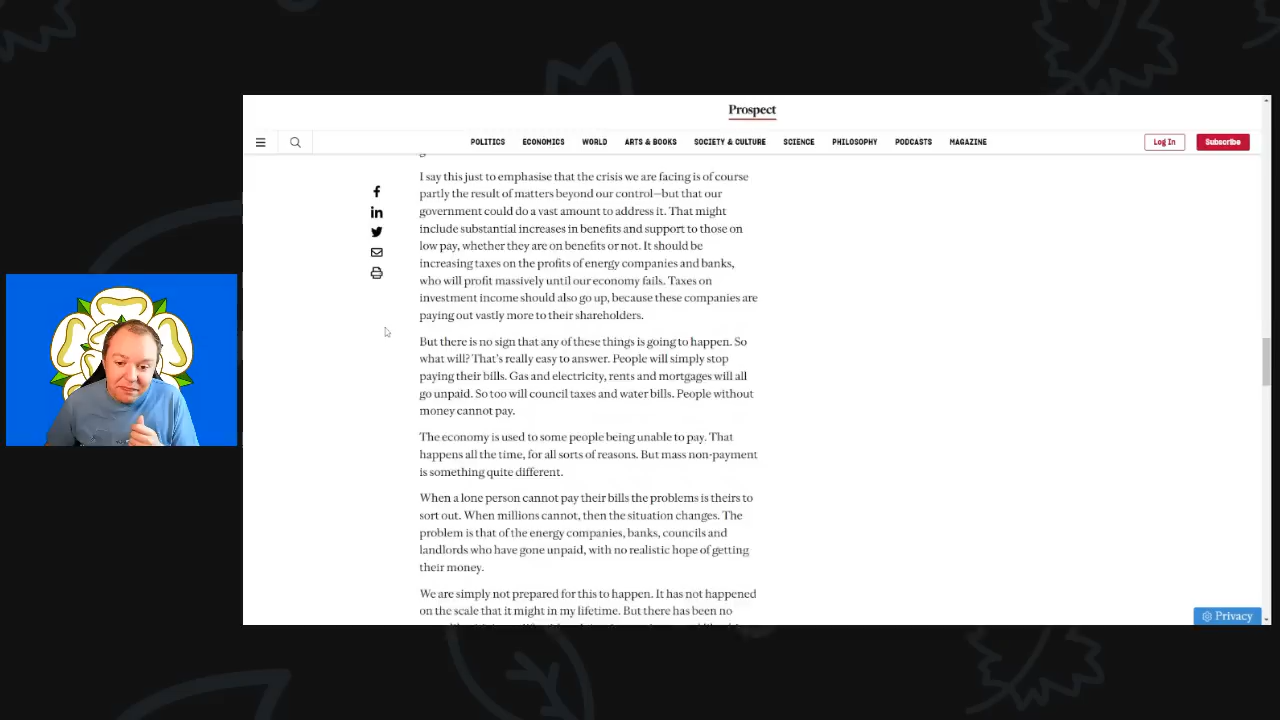 Prospect
POLITICS ECONOMICS WORLD ARTS & BOOKS SOCIETY & CULTURE SCIENCE PHILOSOPHY PODCASTS MAGAZINE Log In Subscribe
I say this just to emphasise that the crisis we are facing is of course
partly the result of matters beyond our control—but that our
government could do a vast amount to address it. That might
include substantial increases in benefits and support to those on
low pay, whether they are on benefits or not. It should be
increasing taxes on the profits of energy companies and banks,
who will profit massively until our economy fails. Taxes on
investment income should also go up, because these companies are
paying out vastly more to their shareholders.
But there is no sign that any of these things is going to happen. So
what will? That's really easy to answer. People will simply stop
paying their bills. Gas and electricity, rents and mortgages will all
go unpaid. So too will council taxes and water bills. People without
money cannot pay.
The economy is used to some people being unable to pay. That
happens all the time, for all sorts of reasons. But mass non-payment
is something quite different.
When a lone person cannot pay their bills the problems is theirs to
sort out. When millions cannot, then the situation changes. The
problem is that of the energy companies, banks, councils and
landlords who have gone unpaid, with no realistic hope of getting
their money.
We are simply not prepared for this to happen. It has not happened
on the scale that it might in my lifetime. But there has been no
Privacy